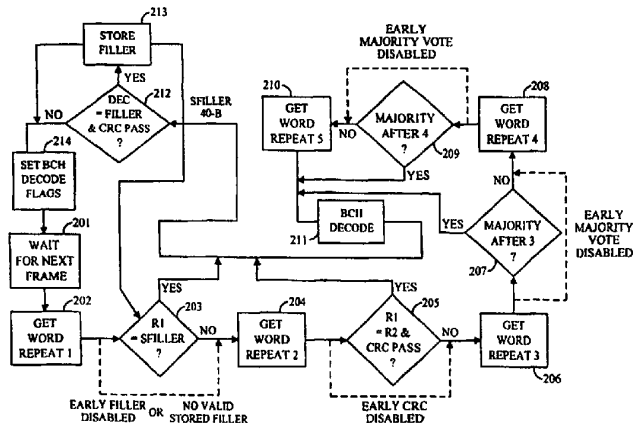 213
STORE
FILLER
YES
212
DEC
= FILLER
& CRC PASS
?
NO
SFILLER
40-B
214
SET BCH
DECODE
FLAGS
201
WAIT
FOR NEXT
FRAME
202
GET
WORD
REPEAT 1
203
R1
= SFILLER
?
YES
NO
EARLY FILLER
DISABLED
OR
NO VALID
STORED FILLER
204
GET
WORD
REPEAT 2
205
R1
= R2 &
CRC PASS
?
YES
NO
EARLY CRC
DISABLED
GET
WORD
REPEAT 3
206
MAJORITY
AFTER 3
?
207
YES
NO
EARLY
MAJORITY
VOTE
DISABLED
208
GET
WORD
REPEAT 4
EARLY
MAJORITY VOTE
DISABLED
MAJORITY
AFTER 4
?
209
NO
YES
210
GET
WORD
REPEAT 5
BCH
DECODE
211